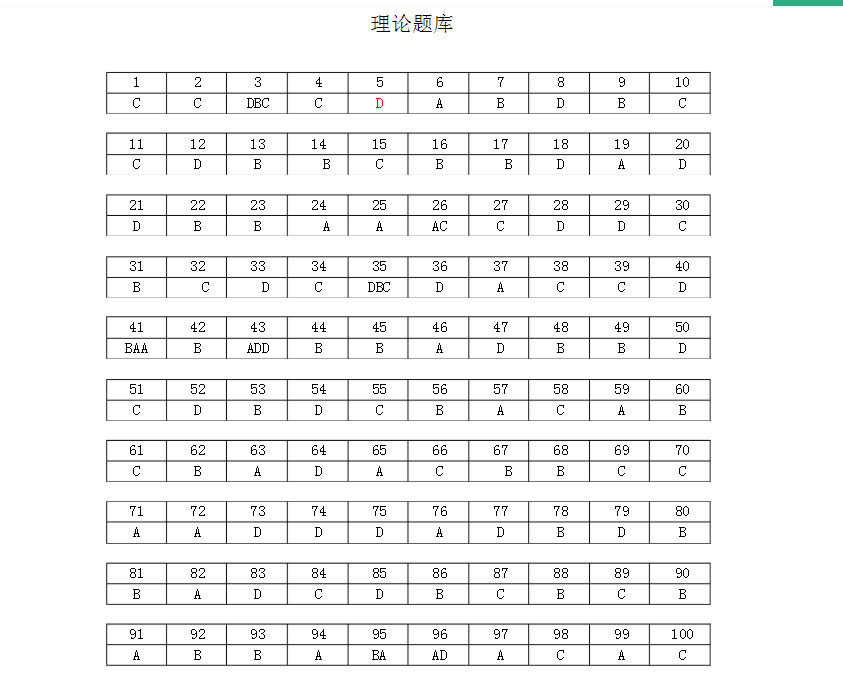 理论题库
1 2 3 4 5 6 7 8 9 10
C C DBC C D A B D B C
11 12 13 14 15 16 17 18 19 20
C D B B C B B D A D
21 22 23 24 25 26 27 28 29 30
D B B A A AC C D D C
31 32 33 34 35 36 37 38 39 40
B C D C DBC D A C C D
41 42 43 44 45 46 47 48 49 50
BAA B ADD B B A D B B D
51 52 53 54 55 56 57 58 59 60
C D B D C B A C A B
61 62 63 64 65 66 67 68 69 70
C B A D A C B B C C
71 72 73 74 75 76 77 78 79 80
A A D D D A D B D B
81 82 83 84 85 86 87 88 89 90
B A D C D B C B C B
91 92 93 94 95 96 97 98 99 100
A B B A BA AD A C A C